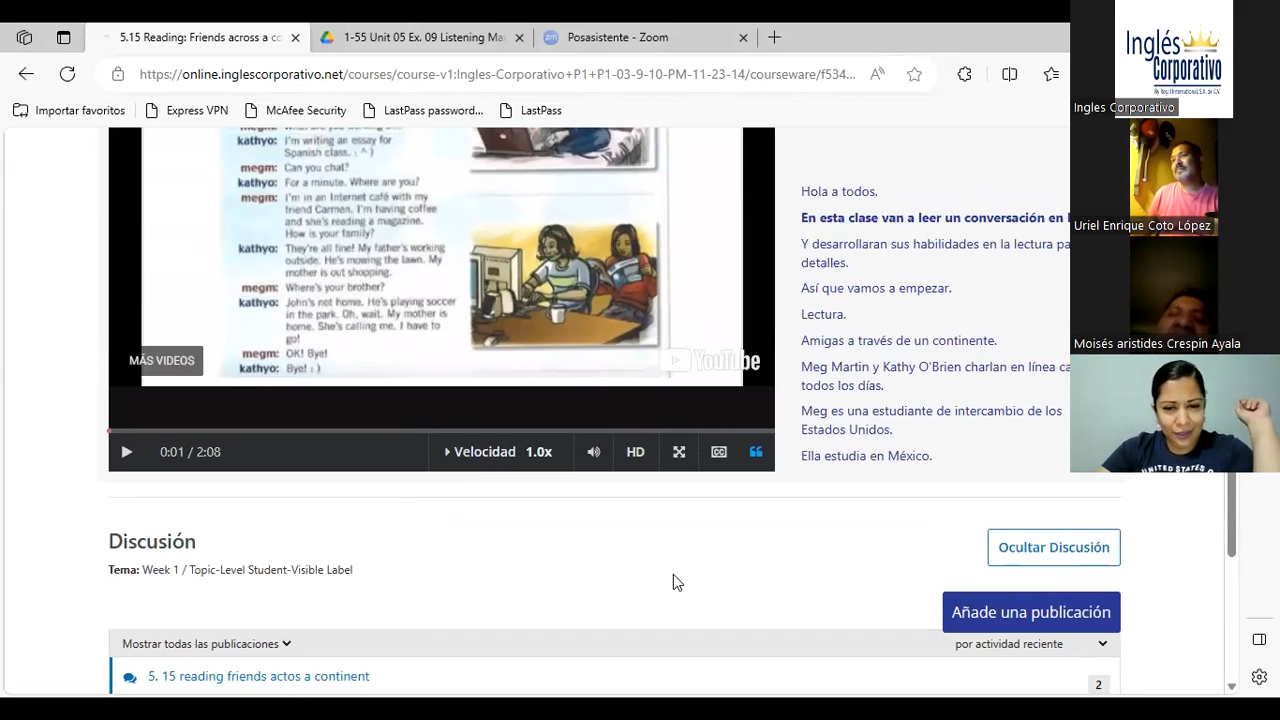 5.15 Reading: Friends across a co
1-55 Unit 05 Ex. 09 Listening Ma
Posasistente - Zoom
https://online.inglescorporativo.net/courses/course-v1:Ingles-Corporativo+P1+P1-03-9-10-PM-11-23-14/courseware/f534...
Importar favoritos
Express VPN
McAfee Security
LastPass password...
LastPass
kathyo: I'm writing an essay for
Spanish class. : ^ )
megm: Can you chat?
kathyo: For a minute. Where are you?
megm: I'm in an Internet café with my
friend Carmen. I'm having coffee
and she's reading a magazine.
How is your family?
kathyo: They're all fine! My father's working
outside. He's mowing the lawn. My
mother is out shopping.
megm: Where's your brother?
kathyo: John's not home. He's playing soccer
in the park. Oh, wait. My mother is
home. She's calling me. I have to
go!
megm: OK! Bye!
kathyo: Bye! : )
MÁS VIDEOS
YouTube
0:01 / 2:08
Velocidad 1.0x
HD
CC
Hola a todos.
En esta clase van a leer un conversación en l
Y desarrollaran sus habilidades en la lectura pa
detalles.
Así que vamos a empezar.
Lectura.
Amigas a través de un continente.
Meg Martin y Kathy O'Brien charlan en línea ca
todos los días.
Meg es una estudiante de intercambio de los
Estados Unidos.
Ella estudia en México.
Discusión
Ocultar Discusión
Tema: Week 1 / Topic-Level Student-Visible Label
Añade una publicación
Mostrar todas las publicaciones
por actividad reciente
5. 15 reading friends actos a continent
2
Inglés
Corporativo
Ingles Corporativo
Uriel Enrique Coto López
Moisés aristides Crespin Ayala
UNITED STATES